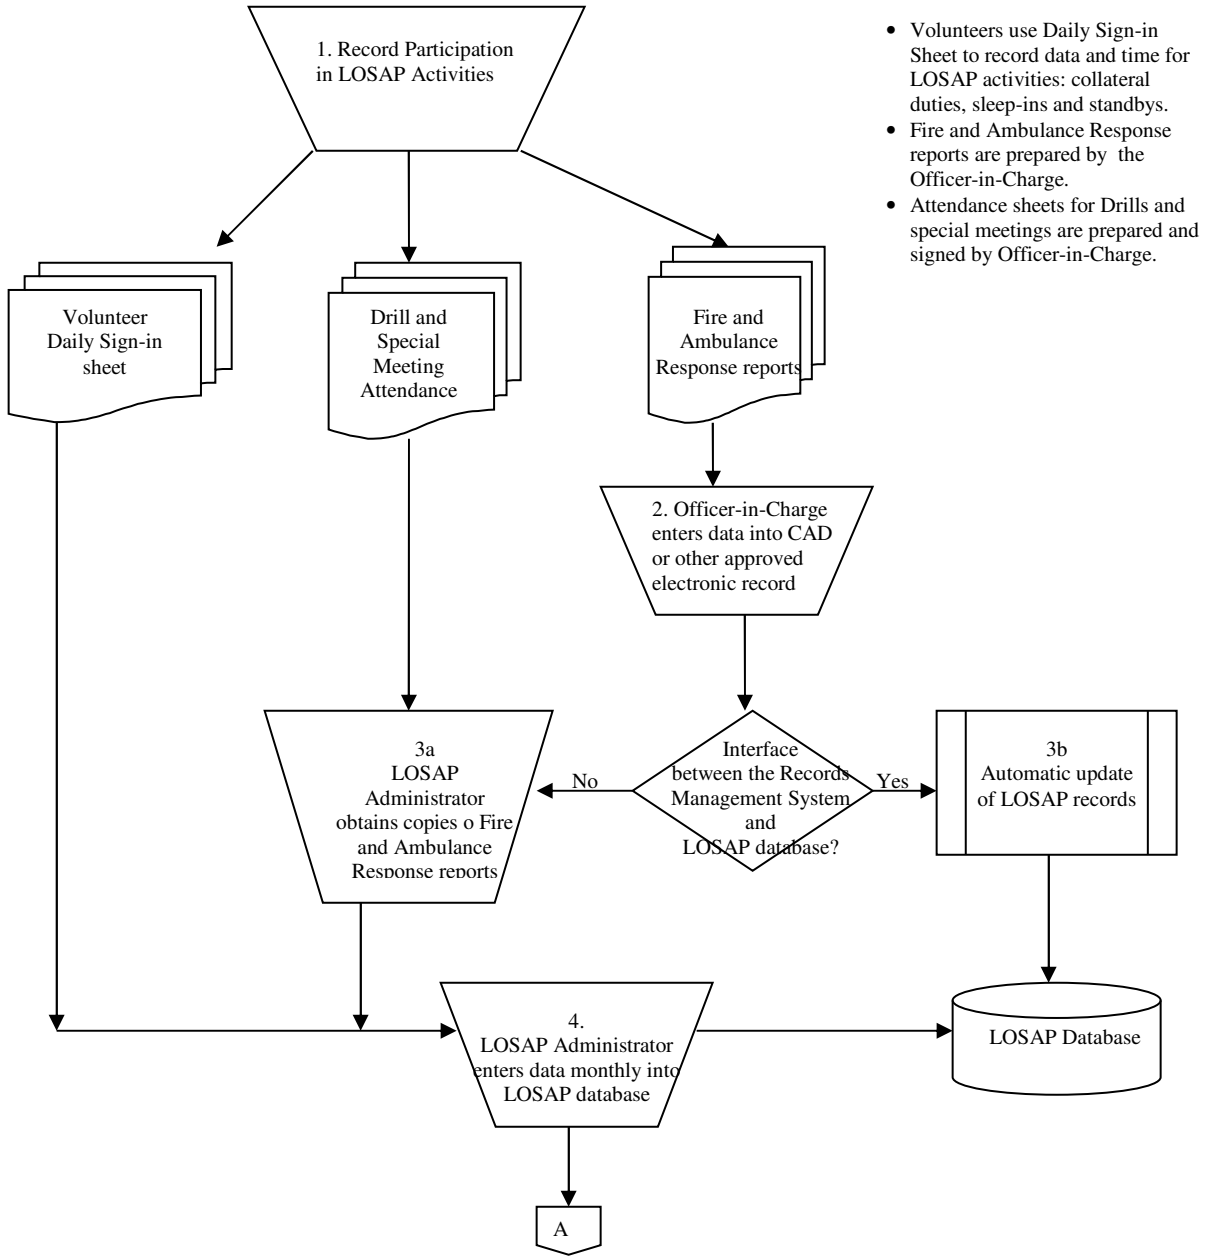 1. Record Participation
in LOSAP Activities
• Volunteers use Daily Sign-in
Sheet to record data and time for
LOSAP activities: collateral
duties, sleep-ins and standbys.
• Fire and Ambulance Response
reports are prepared by the
Officer-in-Charge.
• Attendance sheets for Drills and
special meetings are prepared and
signed by Officer-in-Charge.
Volunteer
Daily Sign-in
sheet
Drill and
Special
Meeting
Attendance
Fire and
Ambulance
Response reports
2. Officer-in-Charge
enters data into CAD
or other approved
electronic record
3a
LOSAP
Administrator
obtains copies o Fire
and Ambulance
Response reports
No
Interface
between the Records
Management System
and
LOSAP database?
Yes
3b
Automatic update
of LOSAP records
4.
LOSAP Administrator
enters data monthly into
LOSAP database
LOSAP Database
A